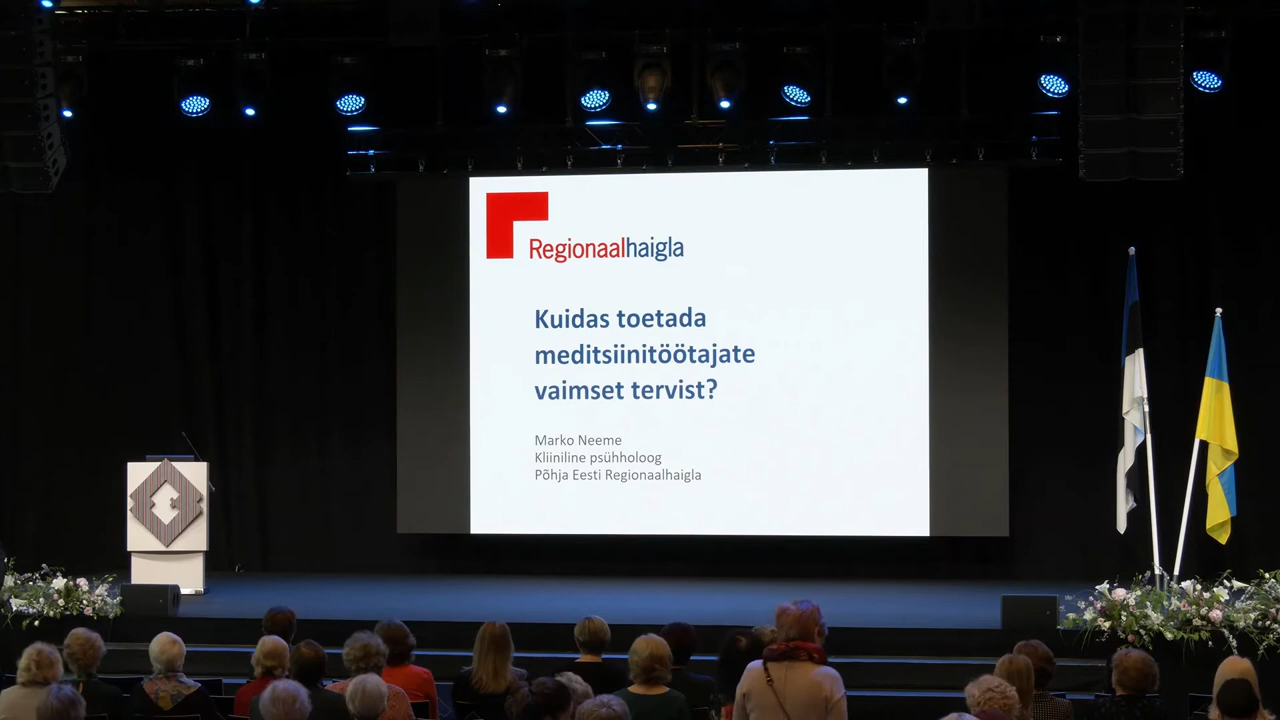 Regionaalhaigla
Kuidas toetada
meditsiinitöötajate
vaimset tervist?
Marko Neeme
Kliiniline psühholoog
Põhja Eesti Regionaalhaigla